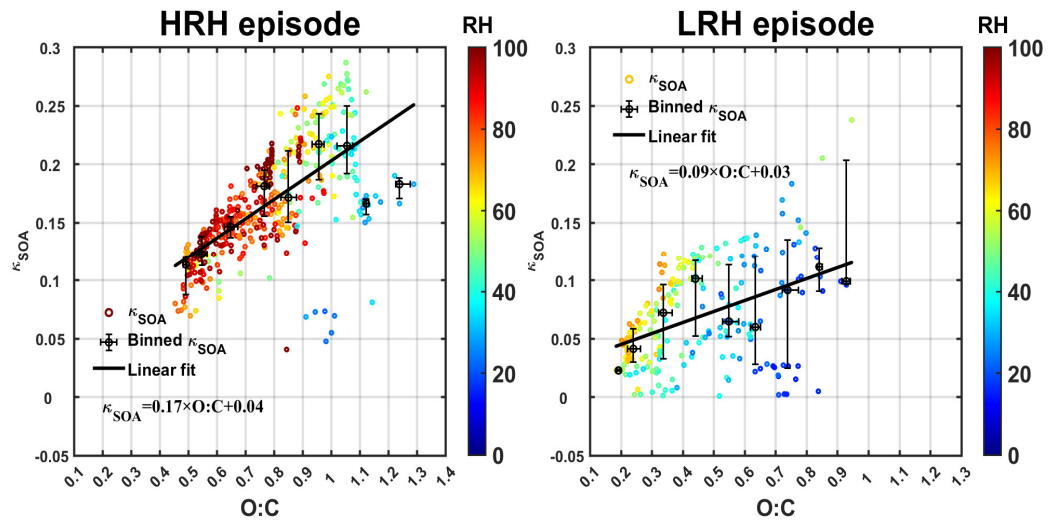 HRH episode
RH
LRH episode
RH
0.3
0.25
0.2
0.15
0.1
0.05
0
-0.05
κSOA
κSOA
Binned κSOA
Linear fit
κSOA=0.17×O:C+0.04
0.1 0.2 0.3 0.4 0.5 0.6 0.7 0.8 0.9 1 1.1 1.2 1.3 1.4
O:C
100
80
60
40
20
0
0.3
0.25
0.2
0.15
0.1
0.05
0
-0.05
κSOA
κSOA
Binned κSOA
Linear fit
κSOA=0.09×O:C+0.03
0.1 0.2 0.3 0.4 0.5 0.6 0.7 0.8 0.9 1 1.1 1.2 1.3
O:C
100
80
60
40
20
0